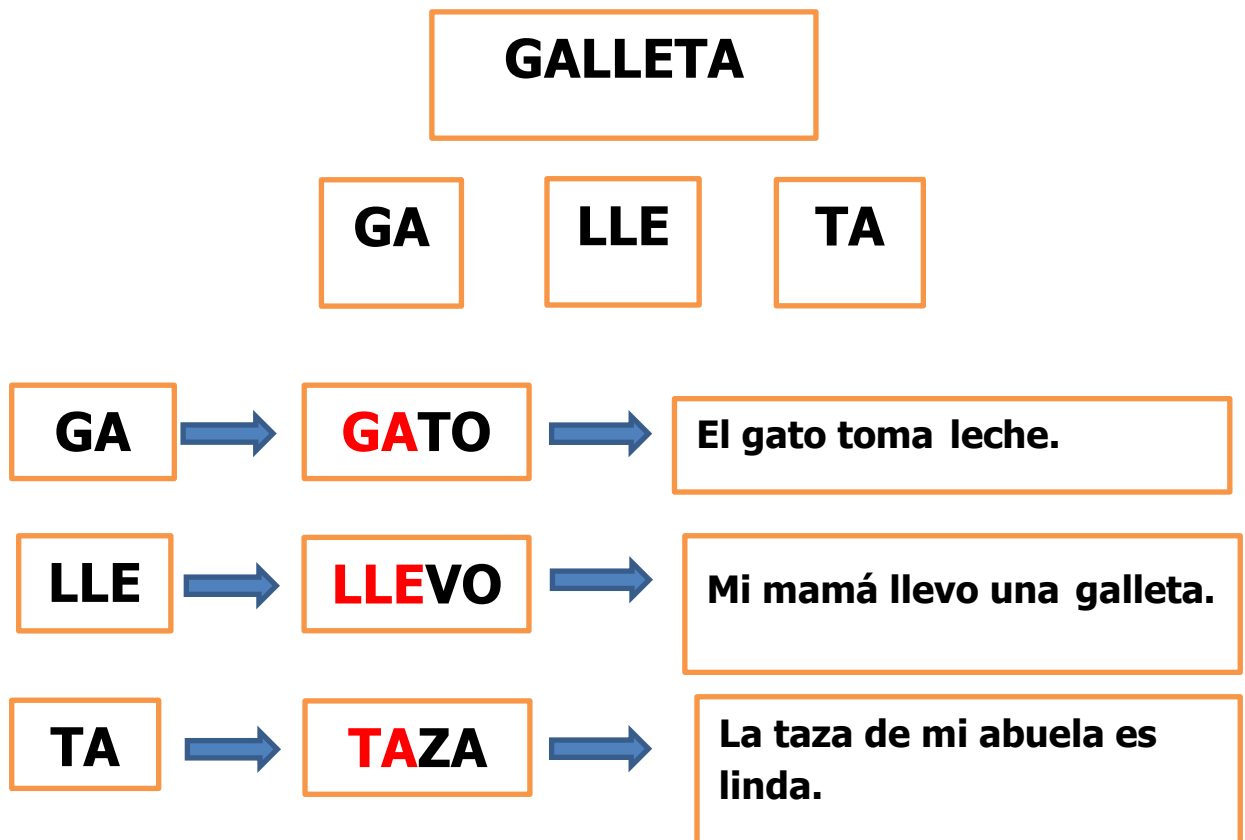 GALLETA
GA LLE TA
GA GATO El gato toma leche.
LLE LLEVO Mi mamá llevo una galleta.
TA TAZA La taza de mi abuela es
linda.